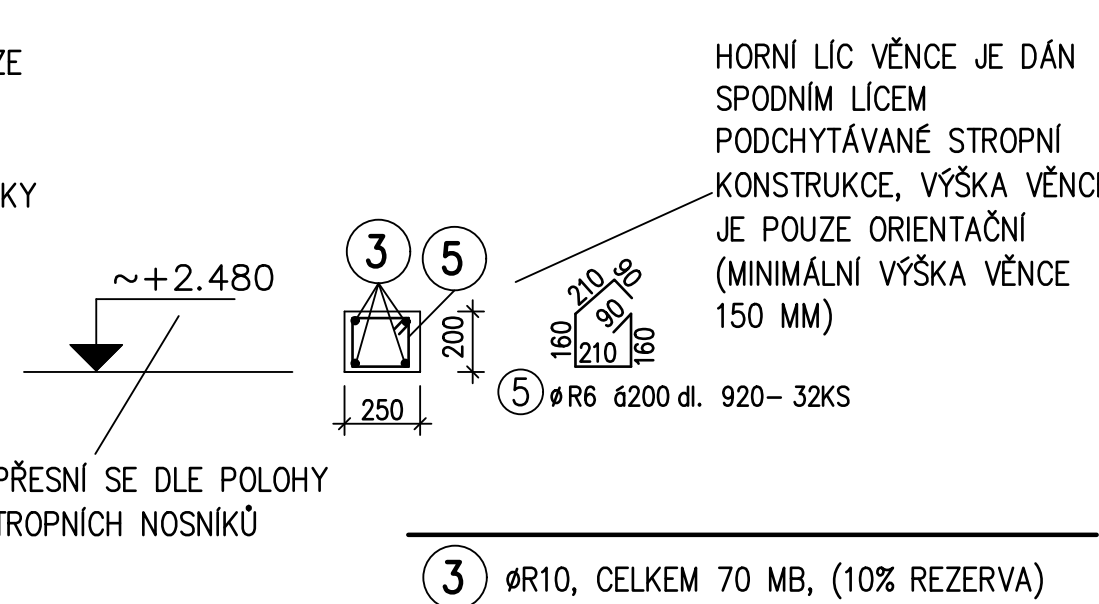 ZE
KY
HORNÍ LÍC VĚNCE JE DÁN
SPODNÍM LÍCEM
PODCHYTÁVANÉ STROPNÍ
KONSTRUKCE, VÝŠKA VĚNCE
JE POUZE ORIENTAČNÍ
(MINIMÁLNÍ VÝŠKA VĚNCE
150 MM)
~+2.480
3
5
200
250
210
90
90
160
210
160
5 øR6 á200 dl. 920- 32KS
PŘESNÍ SE DLE POLOHY
TROPNÍCH NOSNÍKŮ
3 øR10, CELKEM 70 MB, (10% REZERVA)